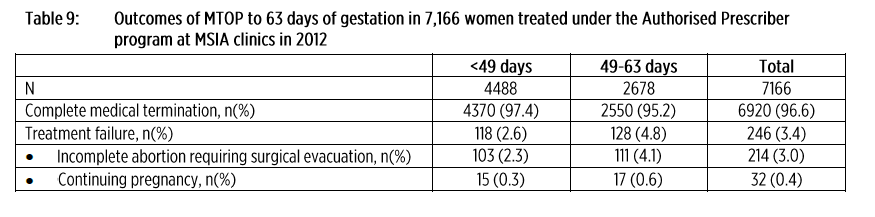 Table 9: Outcomes of MTOP to 63 days of gestation in 7,166 women treated under the Authorised Prescriber
program at MSIA clinics in 2012
<49 days 49-63 days Total
N 4488 2678 7166
Complete medical termination, n(%) 4370 (97.4) 2550 (95.2) 6920 (96.6)
Treatment failure, n(%) 118 (2.6) 128 (4.8) 246 (3.4)
• Incomplete abortion requiring surgical evacuation, n(%) 103 (2.3) 111 (4.1) 214 (3.0)
• Continuing pregnancy, n(%) 15 (0.3) 17 (0.6) 32 (0.4)